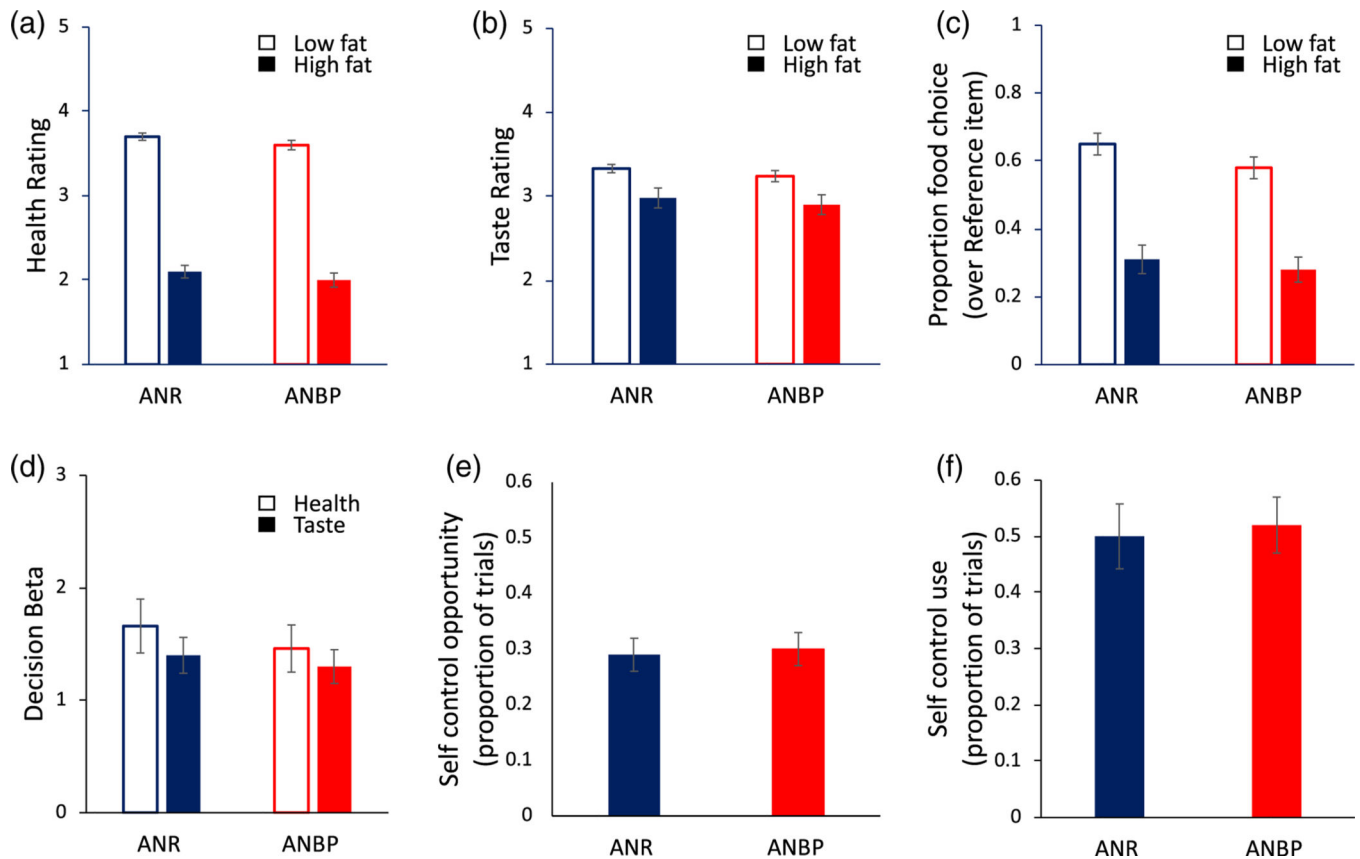 (a)
5
4
3
2
1
Health Rating
Low fat
High fat
ANR
ANBP
(b)
5
4
3
2
1
Taste Rating
Low fat
High fat
ANR
ANBP
(c)
1
0.8
0.6
0.4
0.2
0
Proportion food choice
(over Reference item)
Low fat
High fat
ANR
ANBP
(d)
3
2
1
0
Decision Beta
Health
Taste
ANR
ANBP
(e)
0.6
0.5
0.4
0.3
0.2
0.1
0
Self control opportunity
(proportion of trials)
ANR
ANBP
(f)
0.6
0.5
0.4
0.3
0.2
0.1
0
Self control use
(proportion of trials)
ANR
ANBP